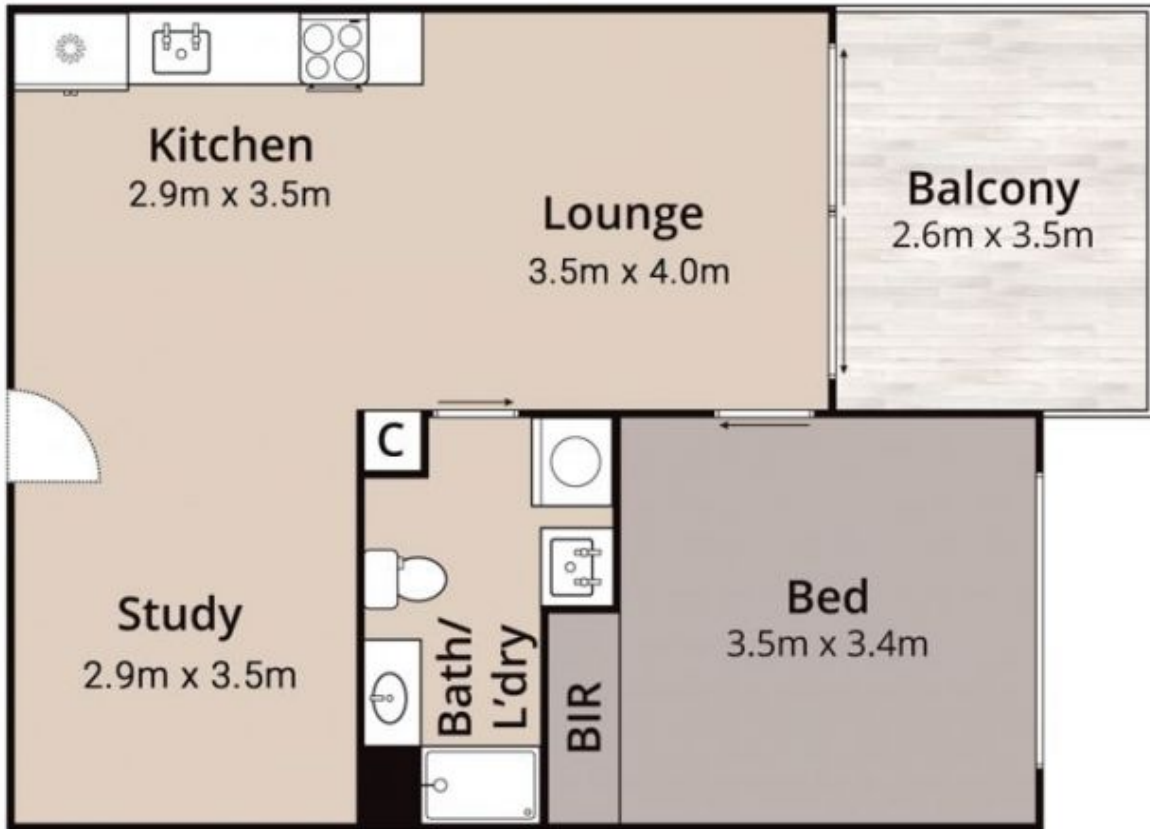 Kitchen
2.9m x 3.5m
Lounge
3.5m x 4.0m
Balcony
2.6m x 3.5m
C
Study
2.9m x 3.5m
Bath/
L'dry
BIR
Bed
3.5m x 3.4m